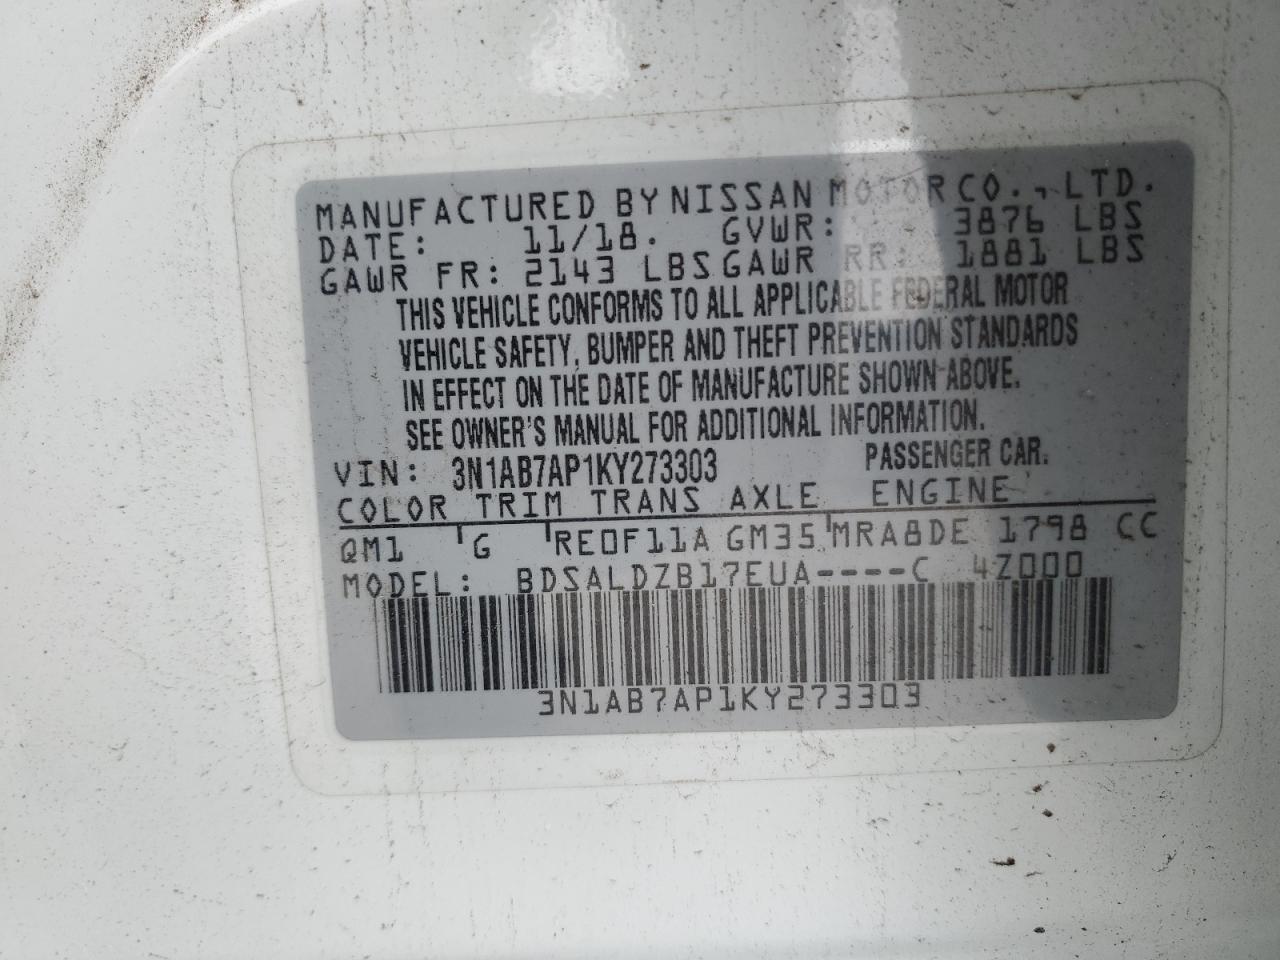 MANUFACTURED BY NISSAN MOTOR CO., LTD.
DATE: 11/18. GVWR: 3876 LBS
GAWR FR: 2143 LBS GAWR RR: 1881 LBS
THIS VEHICLE CONFORMS TO ALL APPLICABLE FEDERAL MOTOR
VEHICLE SAFETY, BUMPER AND THEFT PREVENTION STANDARDS
IN EFFECT ON THE DATE OF MANUFACTURE SHOWN ABOVE.
SEE OWNER'S MANUAL FOR ADDITIONAL INFORMATION.
VIN: 3N1AB7AP1KY273303 PASSENGER CAR.
COLOR TRIM TRANS AXLE ENGINE
QM1 G RE0F11A GM35 MRA8DE 1798 CC
MODEL: BDSALDZB17EUA----C 4Z000
3N1AB7AP1KY273303